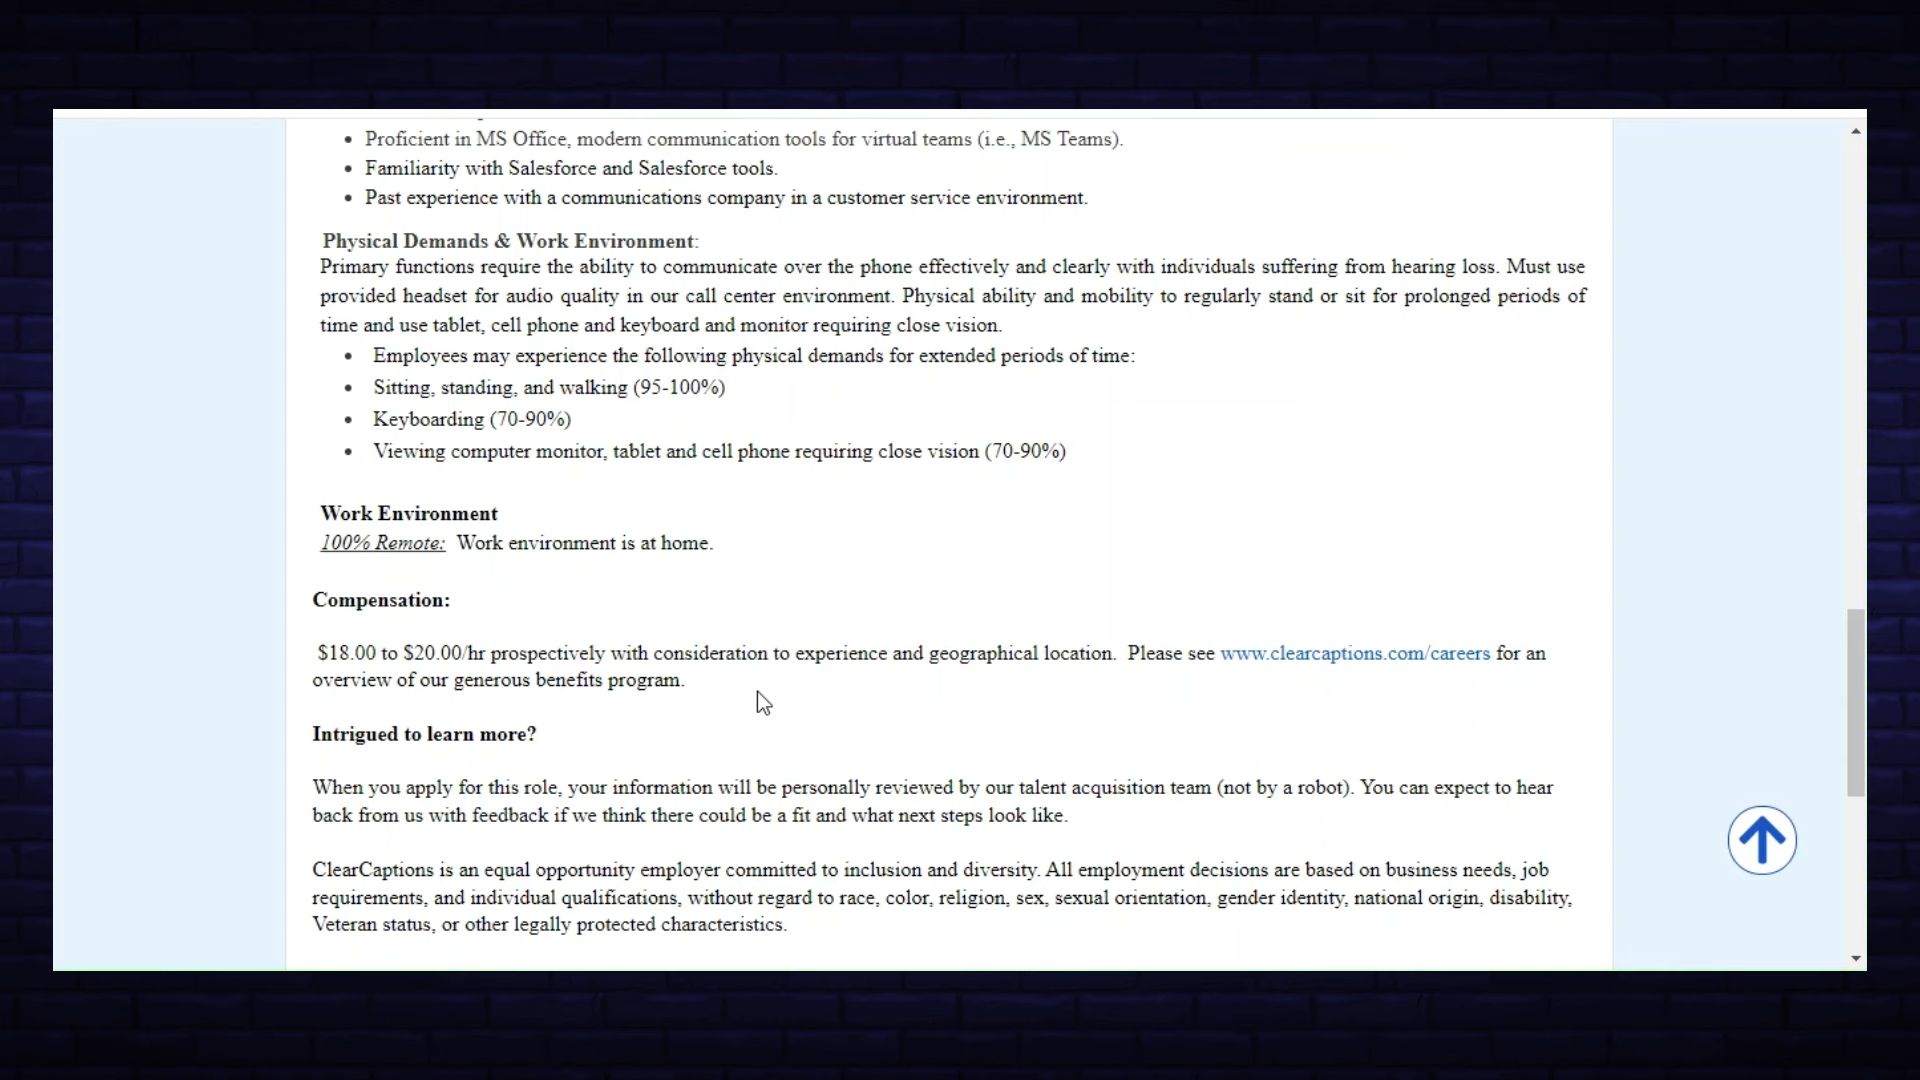 Proficient in MS Office, modern communication tools for virtual teams (i.e., MS Teams).
Familiarity with Salesforce and Salesforce tools.
Past experience with a communications company in a customer service environment.
Physical Demands & Work Environment:
Primary functions require the ability to communicate over the phone effectively and clearly with individuals suffering from hearing loss. Must use
provided headset for audio quality in our call center environment. Physical ability and mobility to regularly stand or sit for prolonged periods of
time and use tablet, cell phone and keyboard and monitor requiring close vision.
Employees may experience the following physical demands for extended periods of time:
Sitting, standing, and walking (95-100%)
Keyboarding (70-90%)
Viewing computer monitor, tablet and cell phone requiring close vision (70-90%)
Work Environment
100% Remote: Work environment is at home.
Compensation:
$18.00 to $20.00/hr prospectively with consideration to experience and geographical location. Please see www.clearcaptions.com/careers for an
overview of our generous benefits program.
Intrigued to learn more?
When you apply for this role, your information will be personally reviewed by our talent acquisition team (not by a robot). You can expect to hear
back from us with feedback if we think there could be a fit and what next steps look like.
ClearCaptions is an equal opportunity employer committed to inclusion and diversity. All employment decisions are based on business needs, job
requirements, and individual qualifications, without regard to race, color, religion, sex, sexual orientation, gender identity, national origin, disability,
Veteran status, or other legally protected characteristics.